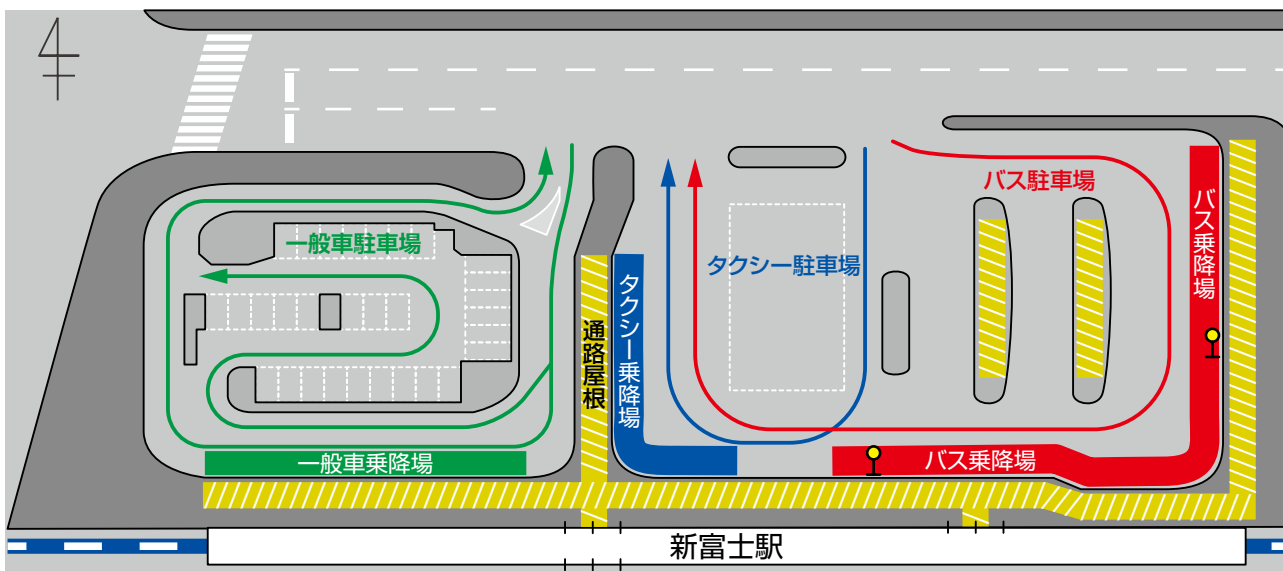 一般車駐車場
バス駐車場
バス乗降場
タクシー駐車場
タクシー乗降場
通路屋根
一般車乗降場
バス乗降場
新富士駅